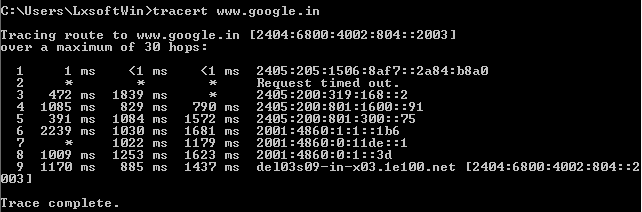 C:\Users\LxsoftWin>tracert www.google.in
Tracing route to www.google.in [2404:6800:4002:804::2003]
over a maximum of 30 hops:
1 1 ms <1 ms <1 ms 2405:205:1506:8af7::2a84:b8a0
2 * * * Request timed out.
3 472 ms 1839 ms * 2405:200:319:168::2
4 1085 ms 829 ms 790 ms 2405:200:801:1600::91
5 391 ms 1084 ms 1572 ms 2405:200:801:300::75
6 2239 ms 1030 ms 1681 ms 2001:4860:1:1::1b6
7 * 1022 ms 1179 ms 2001:4860:0:11de::1
8 1009 ms 1253 ms 1623 ms 2001:4860:0:1::3d
9 1170 ms 885 ms 1437 ms del03s09-in-x03.1e100.net [2404:6800:4002:804::2
003]
Trace complete.